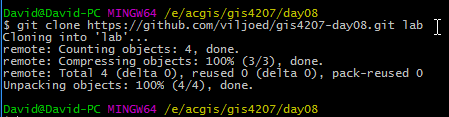 David@David-PC MINGW64 /e/acgis/gis4207/day08
$ git clone https://github.com/viljoed/gis4207-day08.git lab
Cloning into 'lab'...
remote: Counting objects: 4, done.
remote: Compressing objects: 100% (3/3), done.
remote: Total 4 (delta 0), reused 0 (delta 0), pack-reused 0
Unpacking objects: 100% (4/4), done.
David@David-PC MINGW64 /e/acgis/gis4207/day08